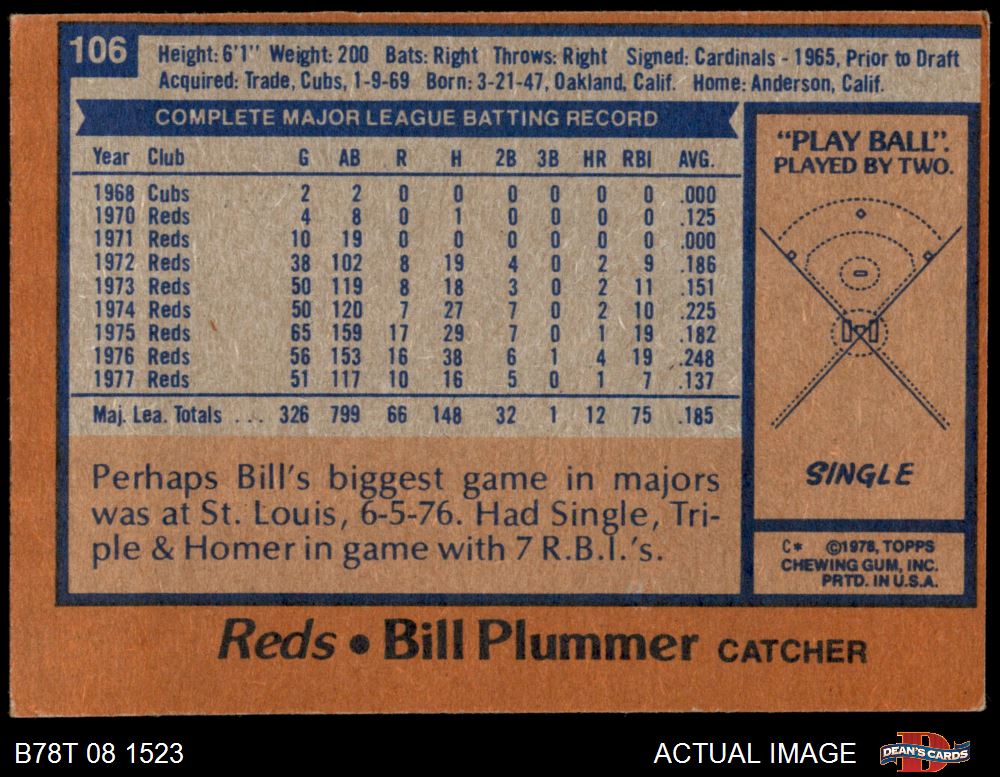 106
Height: 6'1" Weight: 200 Bats: Right Throws: Right Signed: Cardinals - 1965, Prior to Draft
Acquired: Trade, Cubs, 1-9-69 Born: 3-21-47, Oakland, Calif. Home: Anderson, Calif.
COMPLETE MAJOR LEAGUE BATTING RECORD
Year Club G AB R H 2B 3B HR RBI AVG.
1968 Cubs 2 2 0 0 0 0 0 0 .000
1970 Reds 4 8 0 1 0 0 0 0 .125
1971 Reds 10 19 0 0 0 0 0 0 .000
1972 Reds 38 102 8 19 4 0 2 9 .186
1973 Reds 50 119 8 18 3 0 2 11 .151
1974 Reds 50 120 7 27 7 0 2 10 .225
1975 Reds 65 159 17 29 7 0 1 19 .182
1976 Reds 56 153 16 38 6 1 4 19 .248
1977 Reds 51 117 10 16 5 0 1 7 .137
Maj. Lea. Totals ... 326 799 66 148 32 1 12 75 .185
Perhaps Bill's biggest game in majors
was at St. Louis, 6-5-76. Had Single, Tri-
ple & Homer in game with 7 R.B.I.'s.
"PLAY BALL".
PLAYED BY TWO.
SINGLE
C* ©1978, TOPPS
CHEWING GUM, INC.
PRTD. IN U.S.A.
Reds • Bill Plummer CATCHER
B78T 08 1523
ACTUAL IMAGE
DEAN'S CARDS